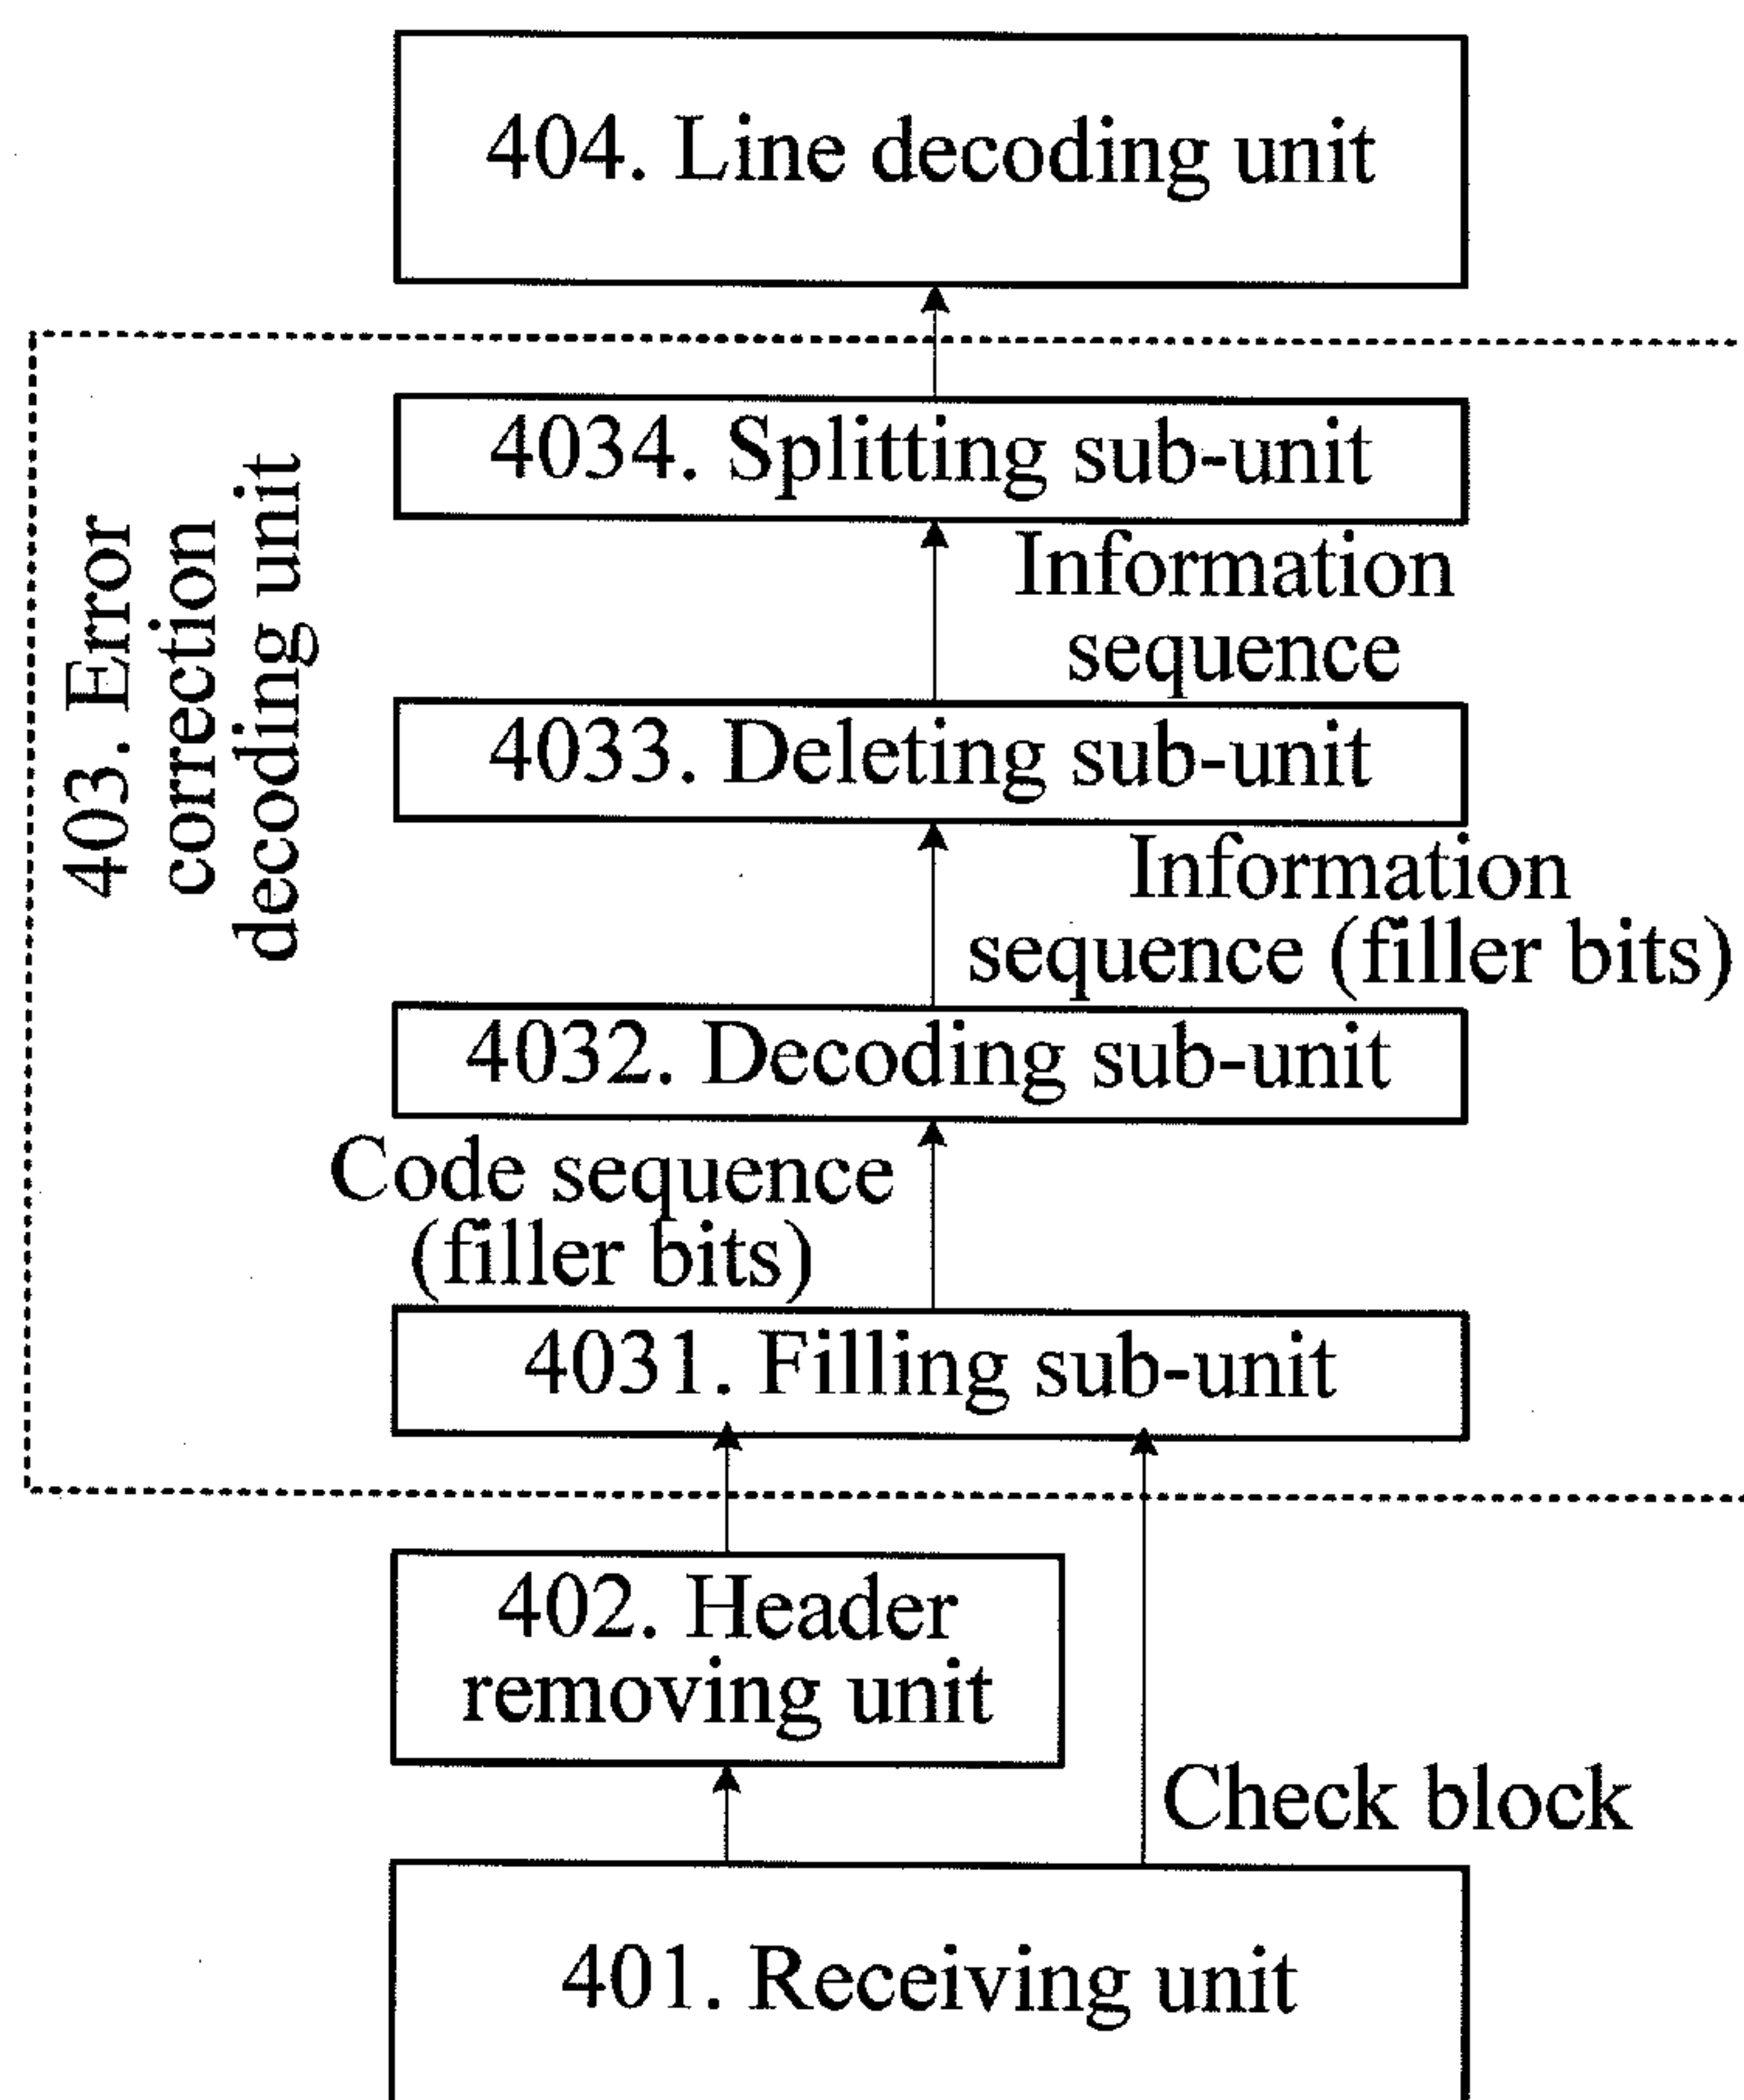 404. Line decoding unit
403. Error
correction
decoding unit
4034. Splitting sub-unit
Information
sequence
4033. Deleting sub-unit
Information
sequence (filler bits)
4032. Decoding sub-unit
Code sequence
(filler bits)
4031. Filling sub-unit
402. Header
removing unit
Check block
401. Receiving unit